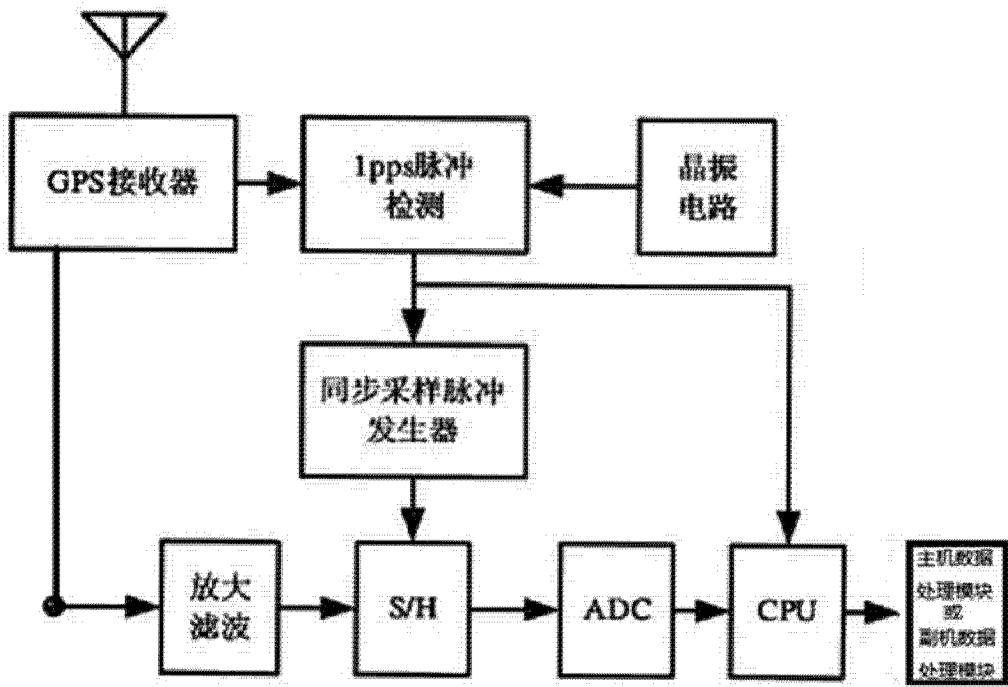 GPS接收器
1pps脉冲
检测
晶振
电路
同步采样脉冲
发生器
放大
滤波
S/H
ADC
CPU
主机数据
处理模块
或
副机数据
处理模块